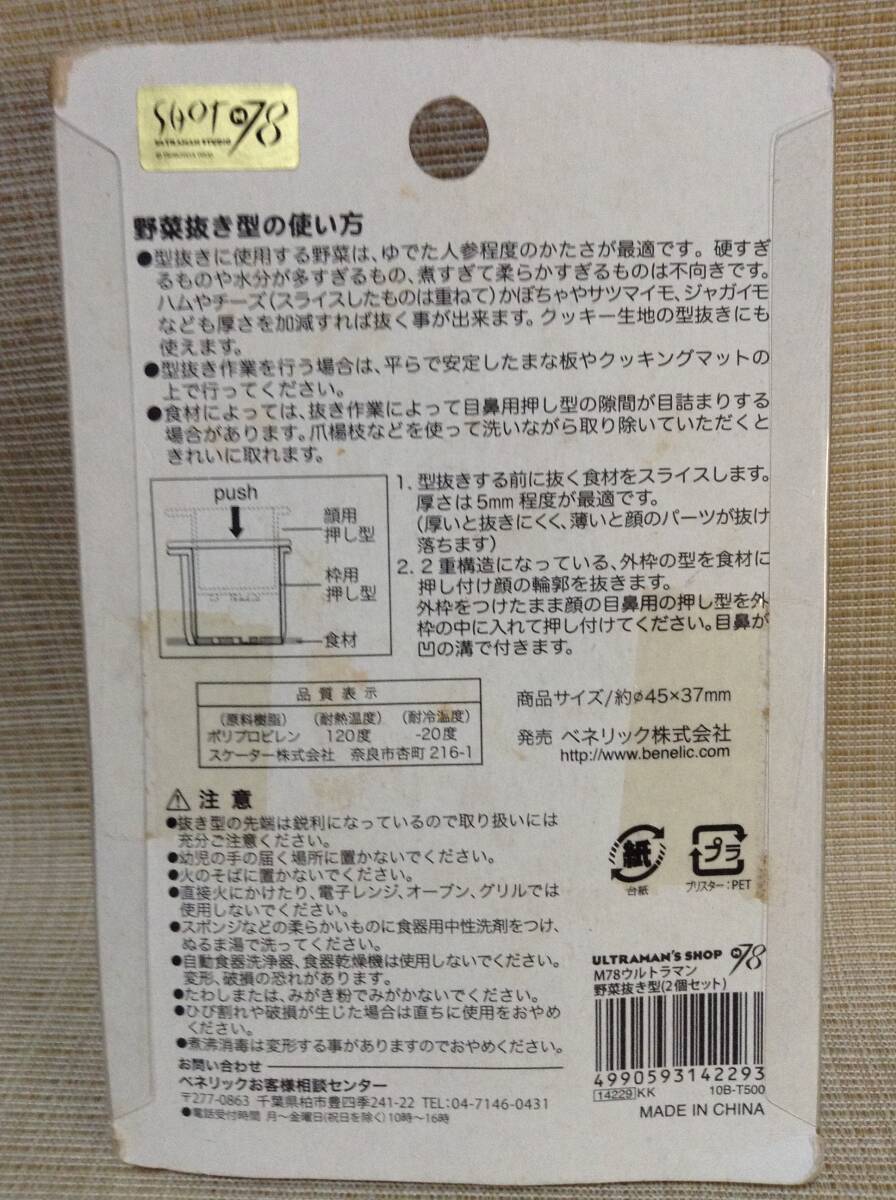 SHOT M78
ULTRAMAN STUDIO
野菜抜き型の使い方
●型抜きに使用する野菜は、ゆでた人参程度のかたさが最適です。硬すぎ
るものや水分が多すぎるもの、煮すぎて柔らかすぎるものは不向きです。
ハムやチーズ(スライスしたものは重ねて)かぼちゃやサツマイモ、ジャガイモ
なども厚さを加減すれば抜く事が出来ます。クッキー生地の型抜きにも
使えます。
●型抜き作業を行う場合は、平らで安定したまな板やクッキングマットの
上で行ってください。
●食材によっては、抜き作業によって目鼻用押し型の隙間が目詰まりする
場合があります。爪楊枝などを使って洗いながら取り除いていただくと
きれいに取れます。
push
顔用
押し型
枠用
押し型
食材
1. 型抜きする前に抜く食材をスライスします。
厚さは5mm程度が最適です。
(厚いと抜きにくく、薄いと顔のパーツが抜け
落ちます)
2. 2重構造になっている、外枠の型を食材に
押し付け顔の輪郭を抜きます。
外枠をつけたまま顔の目鼻用の押し型を外
枠の中に入れて押し付けてください。目鼻が
凹の溝で付きます。
品質表示
(原料樹脂) (耐熱温度) (耐冷温度)
ポリプロピレン 120度 -20度
スケーター株式会社 奈良市杏町216-1
商品サイズ/約φ45×37mm
発売 ベネリック株式会社
http://www.benelic.com
⚠注意
●抜き型の先端は鋭利になっているので取り扱いには
充分ご注意ください。
●幼児の手の届く場所に置かないでください。
●火のそばに置かないでください。
●直接火にかけたり、電子レンジ、オーブン、グリルでは
使用しないでください。
●スポンジなどの柔らかいものに食器用中性洗剤をつけ、
ぬるま湯で洗ってください。
●自動食器洗浄器、食器乾燥機は使用しないでください。
変形、破損の恐れがあります。
●たわしまたは、みがき粉でみがかないでください。
●ひび割れや破損が生じた場合は直ちに使用をおやめ
ください。
●煮沸消毒は変形する事がありますのでおやめください。
お問い合わせ
ベネリックお客様相談センター
〒277-0863 千葉県柏市豊四季241-22 TEL:04-7146-0431
●電話受付時間 月〜金曜日(祝日を除く)10時〜16時
紙
台紙
プラ
ブリスター:PET
ULTRAMAN'S SHOP M78
M78ウルトラマン
野菜抜き型(2個セット)
4990593142293
14229 KK 10B-T500
MADE IN CHINA